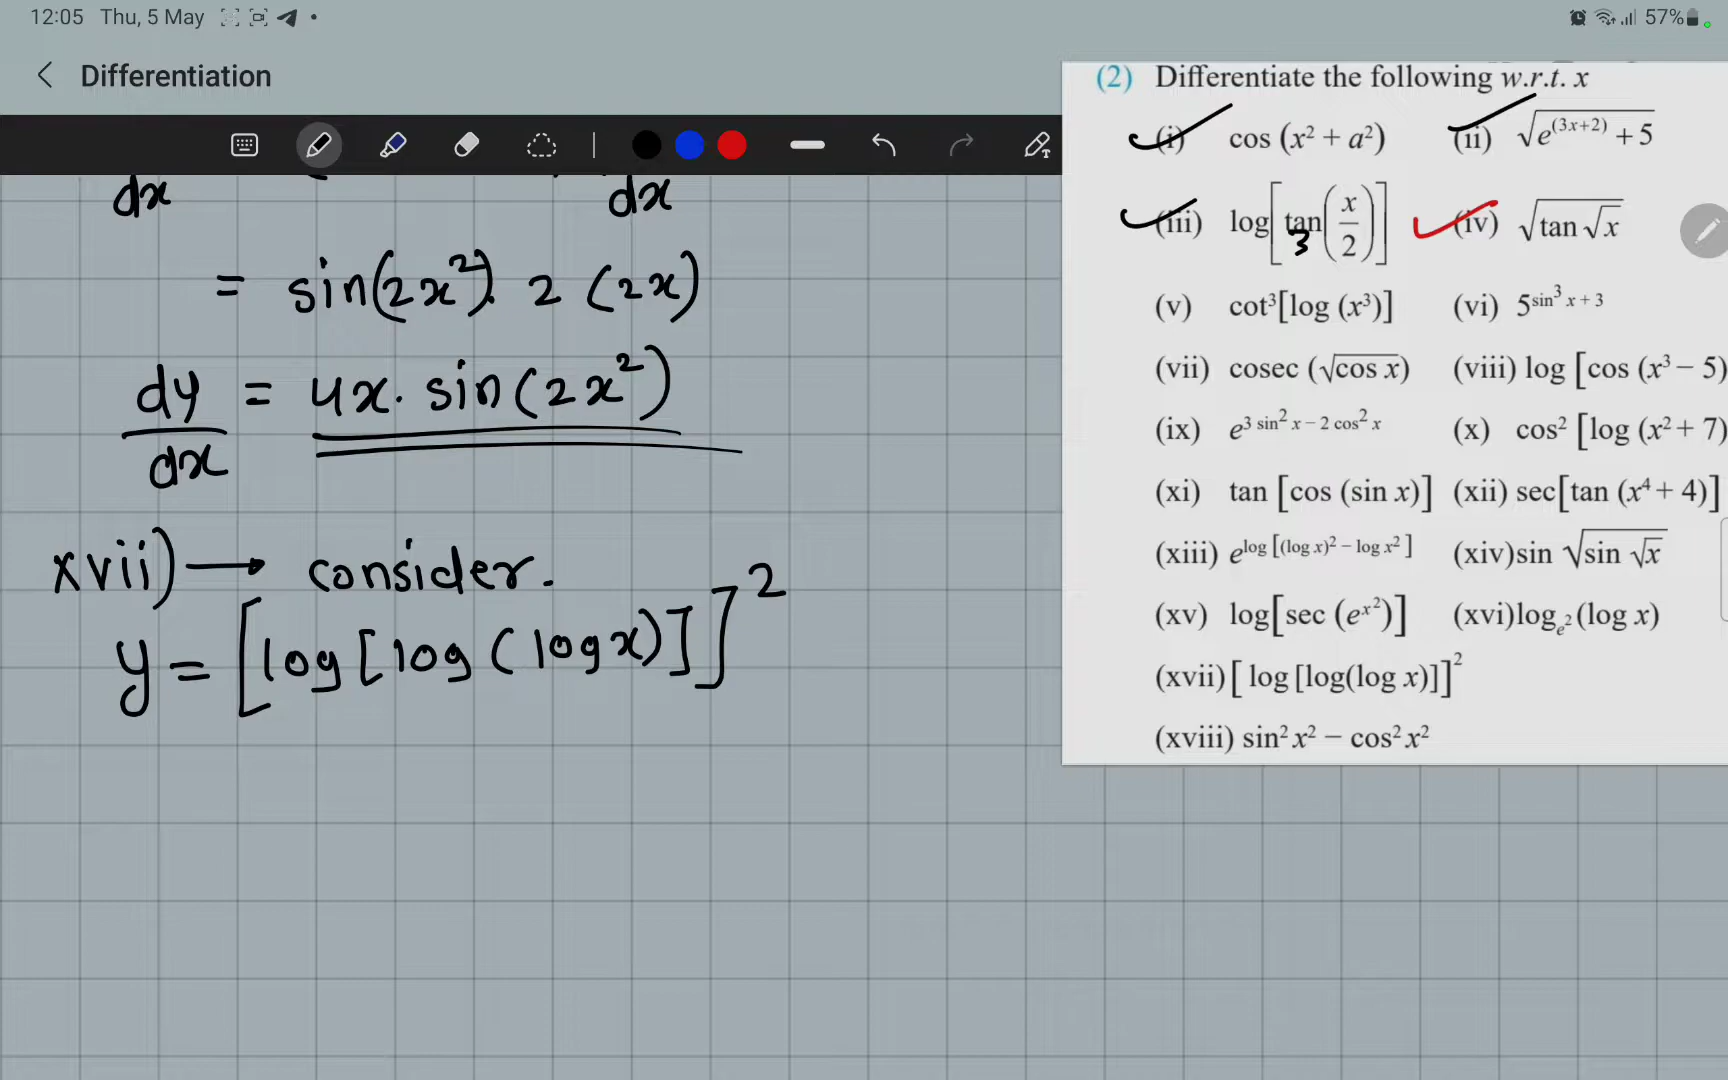 12:05 Thu, 5 May 57%
Differentiation
dx dx
= sin(2x²). 2 (2x)
dy/dx = 4x. sin(2x²)
xvii) → consider.
y = [log [log (log x)]]²
(2) Differentiate the following w.r.t. x
(i) cos (x² + a²) (ii) √(e^(3x+2) + 5)
(iii) log[tan(x/2)] (iv) √(tan √x)
3
(v) cot³[log (x³)] (vi) 5^(sin³ x + 3)
(vii) cosec (√cos x) (viii) log [cos (x³ – 5)
(ix) e^(3 sin² x – 2 cos² x) (x) cos² [log (x² + 7)
(xi) tan [cos (sin x)] (xii) sec[tan (x⁴ + 4)]
(xiii) e^(log [(log x)² – log x²]) (xiv) sin √(sin √x)
(xv) log[sec (e^(x²))] (xvi) log_(e²) (log x)
(xvii) [ log [log(log x)]]²
(xviii) sin² x² – cos² x²